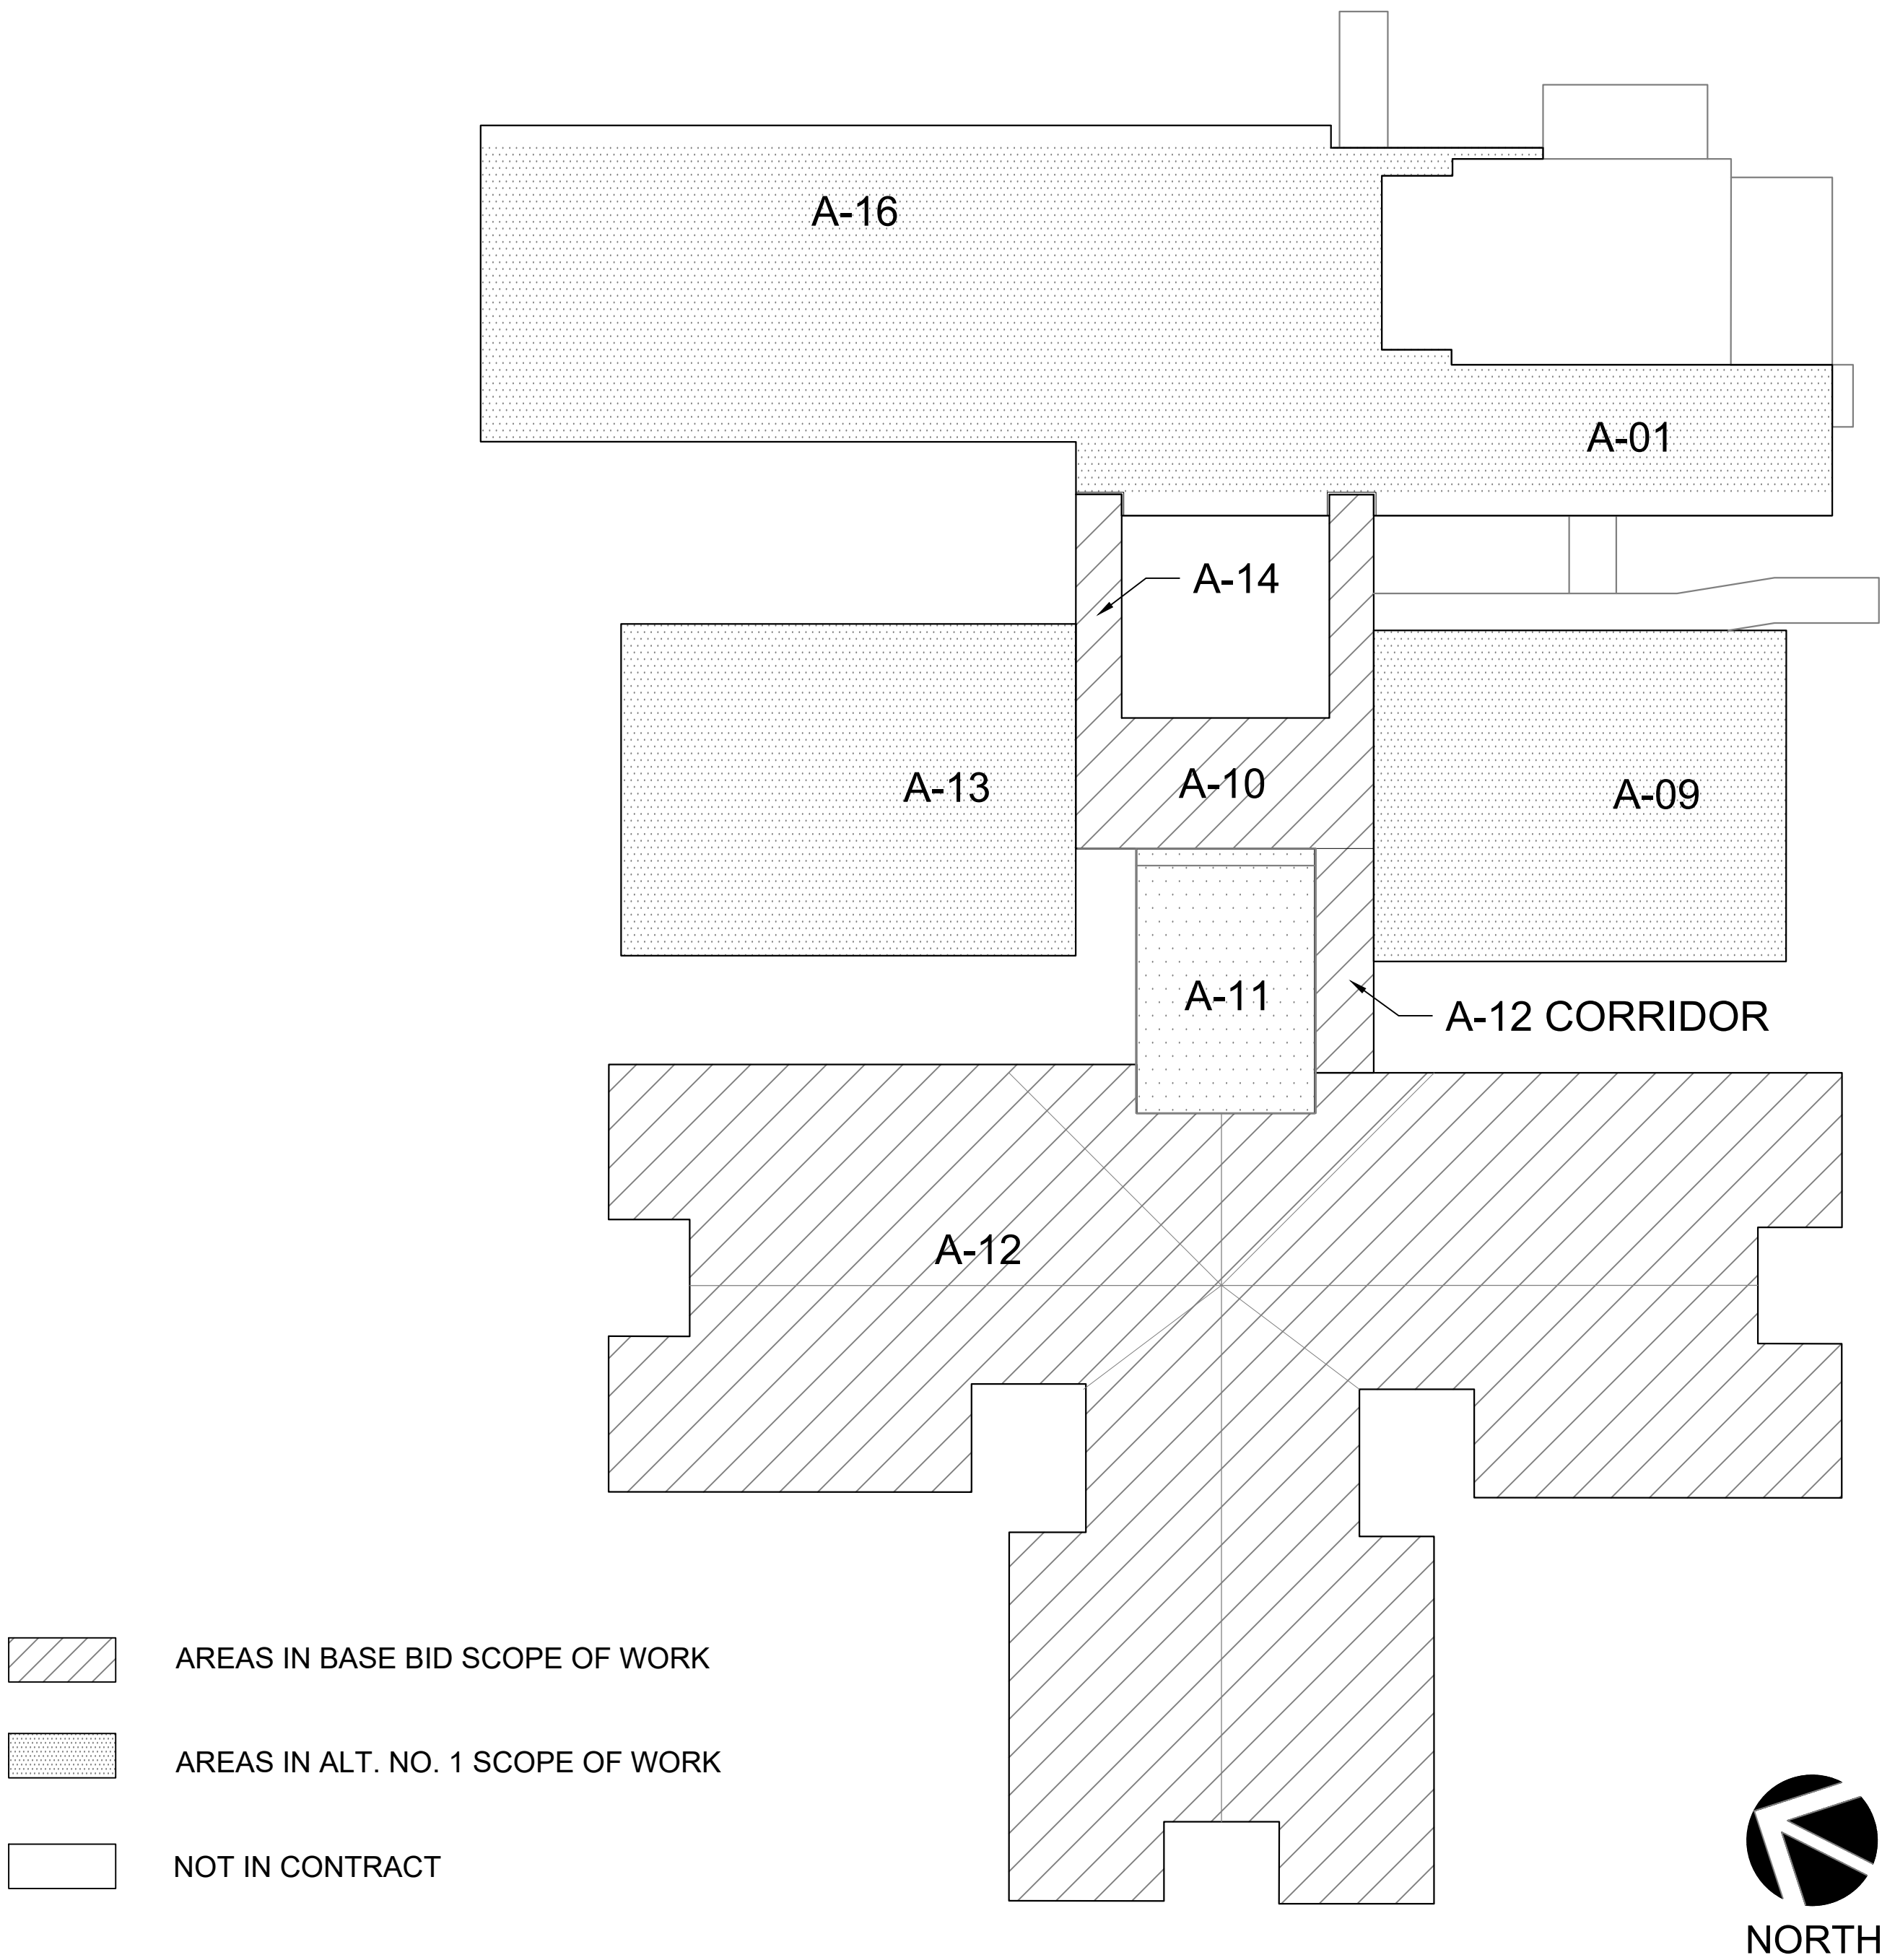 A-16
A-01
A-14
A-10
A-13
A-09
A-11
A-12 CORRIDOR
A-12
AREAS IN BASE BID SCOPE OF WORK
AREAS IN ALT. NO. 1 SCOPE OF WORK
NOT IN CONTRACT
NORTH